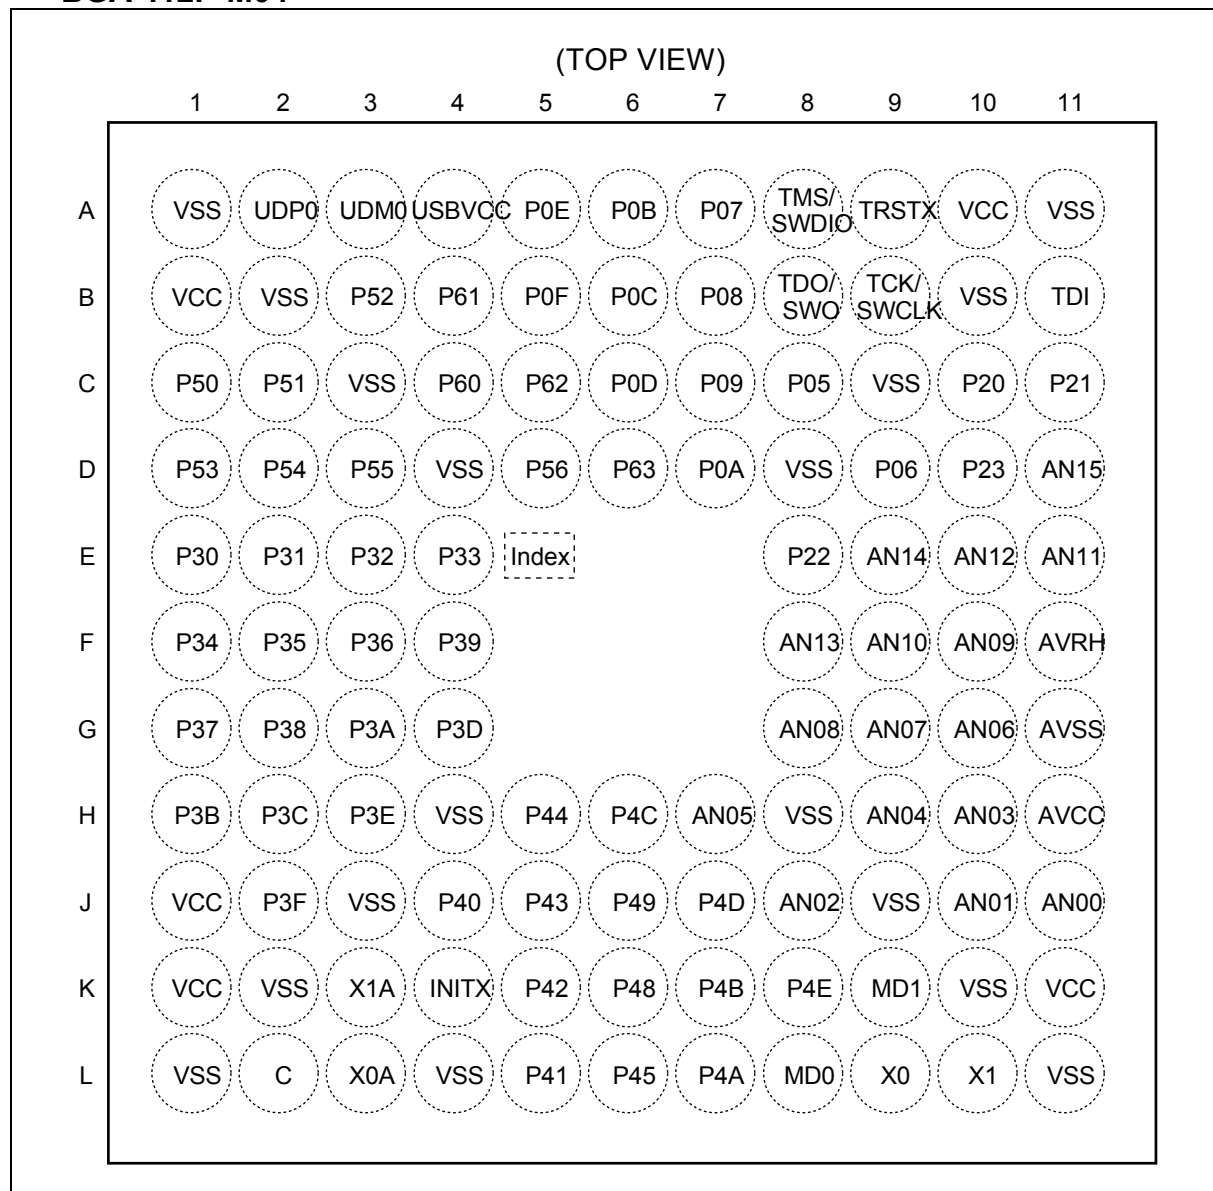 (TOP VIEW)
1 2 3 4 5 6 7 8 9 10 11
A VSS UDP0 UDM0 USBVCC P0E P0B P07 TMS/SWDIO TRSTX VCC VSS
B VCC VSS P52 P61 P0F P0C P08 TDO/SWO TCK/SWCLK VSS TDI
C P50 P51 VSS P60 P62 P0D P09 P05 VSS P20 P21
D P53 P54 P55 VSS P56 P63 P0A VSS P06 P23 AN15
E P30 P31 P32 P33 Index P22 AN14 AN12 AN11
F P34 P35 P36 P39 AN13 AN10 AN09 AVRH
G P37 P38 P3A P3D AN08 AN07 AN06 AVSS
H P3B P3C P3E VSS P44 P4C AN05 VSS AN04 AN03 AVCC
J VCC P3F VSS P40 P43 P49 P4D AN02 VSS AN01 AN00
K VCC VSS X1A INITX P42 P48 P4B P4E MD1 VSS VCC
L VSS C X0A VSS P41 P45 P4A MD0 X0 X1 VSS